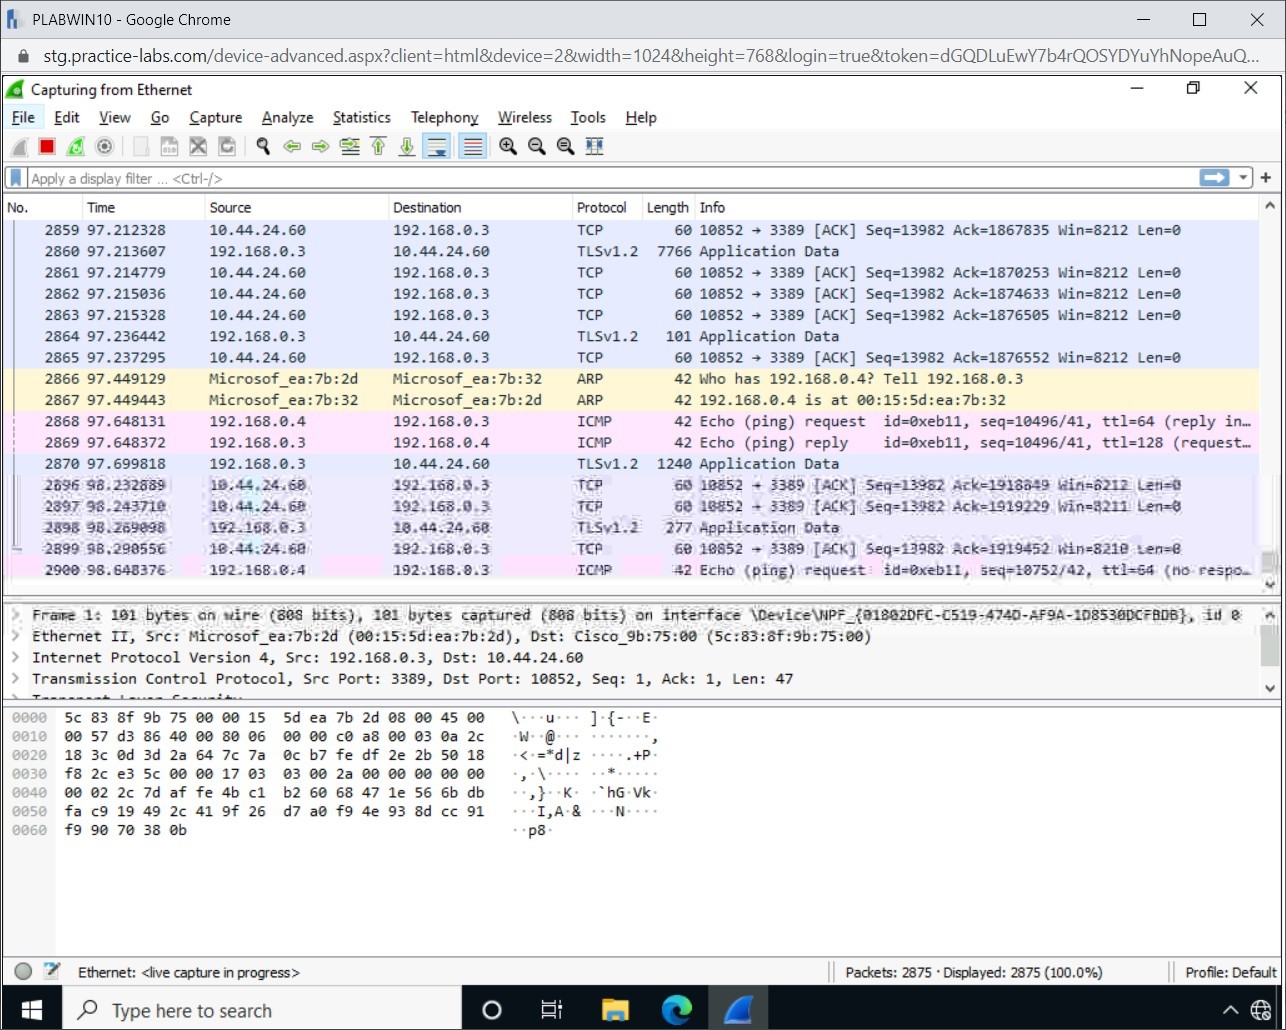 PLABWIN10 - Google Chrome
stg.practice-labs.com/device-advanced.aspx?client=html&device=2&width=1024&height=768&login=true&token=dGQDLuEwY7b4rQOSYDYuYhNopeAuQ...
Capturing from Ethernet
File Edit View Go Capture Analyze Statistics Telephony Wireless Tools Help
Apply a display filter ... <Ctrl-/>
No. Time Source Destination Protocol Length Info
2859 97.212328 10.44.24.60 192.168.0.3 TCP 60 10852 → 3389 [ACK] Seq=13982 Ack=1867835 Win=8212 Len=0
2860 97.213607 192.168.0.3 10.44.24.60 TLSv1.2 7766 Application Data
2861 97.214779 10.44.24.60 192.168.0.3 TCP 60 10852 → 3389 [ACK] Seq=13982 Ack=1870253 Win=8212 Len=0
2862 97.215036 10.44.24.60 192.168.0.3 TCP 60 10852 → 3389 [ACK] Seq=13982 Ack=1874633 Win=8212 Len=0
2863 97.215328 10.44.24.60 192.168.0.3 TCP 60 10852 → 3389 [ACK] Seq=13982 Ack=1876505 Win=8212 Len=0
2864 97.236442 192.168.0.3 10.44.24.60 TLSv1.2 101 Application Data
2865 97.237295 10.44.24.60 192.168.0.3 TCP 60 10852 → 3389 [ACK] Seq=13982 Ack=1876552 Win=8212 Len=0
2866 97.449129 Microsof_ea:7b:2d Microsof_ea:7b:32 ARP 42 Who has 192.168.0.4? Tell 192.168.0.3
2867 97.449443 Microsof_ea:7b:32 Microsof_ea:7b:2d ARP 42 192.168.0.4 is at 00:15:5d:ea:7b:32
2868 97.648131 192.168.0.4 192.168.0.3 ICMP 42 Echo (ping) request id=0xeb11, seq=10496/41, ttl=64 (reply in…
2869 97.648372 192.168.0.3 192.168.0.4 ICMP 42 Echo (ping) reply id=0xeb11, seq=10496/41, ttl=128 (request…
2870 97.699818 192.168.0.3 10.44.24.60 TLSv1.2 1240 Application Data
2896 98.232889 10.44.24.60 192.168.0.3 TCP 60 10852 → 3389 [ACK] Seq=13982 Ack=1918849 Win=8212 Len=0
2897 98.243710 10.44.24.60 192.168.0.3 TCP 60 10852 → 3389 [ACK] Seq=13982 Ack=1919229 Win=8211 Len=0
2898 98.269098 192.168.0.3 10.44.24.60 TLSv1.2 277 Application Data
2899 98.290556 10.44.24.60 192.168.0.3 TCP 60 10852 → 3389 [ACK] Seq=13982 Ack=1919452 Win=8210 Len=0
2900 98.648376 192.168.0.4 192.168.0.3 ICMP 42 Echo (ping) request id=0xeb11, seq=10752/42, ttl=64 (no respo…
Frame 1: 101 bytes on wire (808 bits), 101 bytes captured (808 bits) on interface \Device\NPF_{01802DFC-C519-474D-AF9A-1D8530DCFBDB}, id 0
Ethernet II, Src: Microsof_ea:7b:2d (00:15:5d:ea:7b:2d), Dst: Cisco_9b:75:00 (5c:83:8f:9b:75:00)
Internet Protocol Version 4, Src: 192.168.0.3, Dst: 10.44.24.60
Transmission Control Protocol, Src Port: 3389, Dst Port: 10852, Seq: 1, Ack: 1, Len: 47
Transport Layer Security
0000 5c 83 8f 9b 75 00 00 15 5d ea 7b 2d 08 00 45 00 \···u··· ]·{-··E·
0010 00 57 d3 86 40 00 80 06 00 00 c0 a8 00 03 0a 2c ·W··@··· ·······,
0020 18 3c 0d 3d 2a 64 7c 7a 0c b7 fe df 2e 2b 50 18 ·<·=*d|z ····.+P·
0030 f8 2c e3 5c 00 00 17 03 03 00 2a 00 00 00 00 00 ·,·\···· ··*·····
0040 00 02 2c 7d af fe 4b c1 b2 60 68 47 1e 56 6b db ··,}··K· ·`hG·Vk·
0050 fa c9 19 49 2c 41 9f 26 d7 a0 f9 4e 93 8d cc 91 ···I,A·& ···N····
0060 f9 90 70 38 0b ··p8·
Ethernet: <live capture in progress> Packets: 2875 · Displayed: 2875 (100.0%) Profile: Default
Type here to search